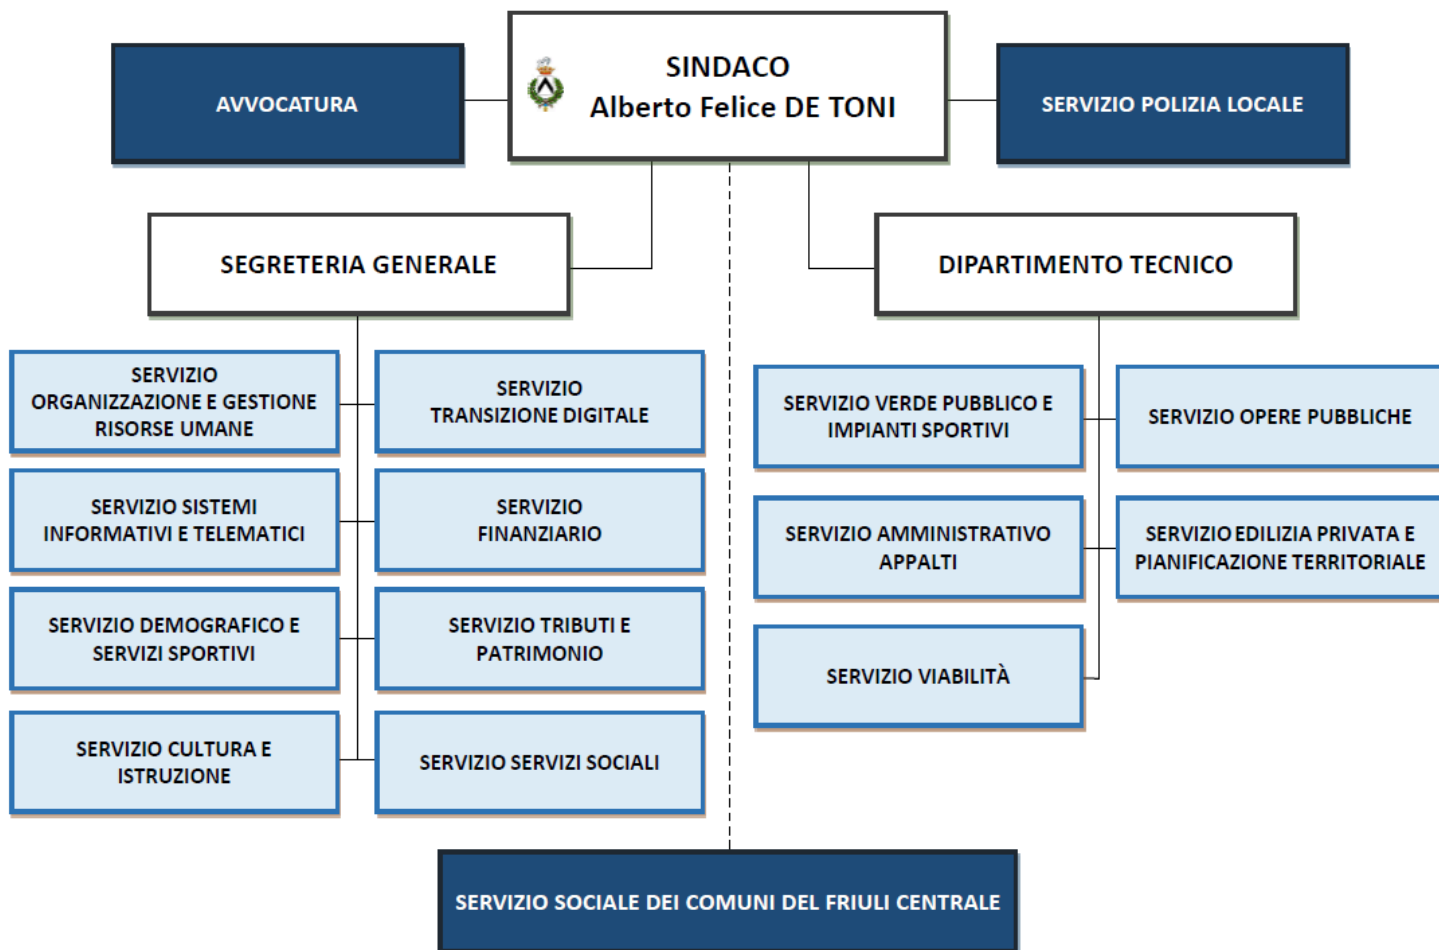 SINDACO
Alberto Felice DE TONI
AVVOCATURA
SERVIZIO POLIZIA LOCALE
SEGRETERIA GENERALE
DIPARTIMENTO TECNICO
SERVIZIO
ORGANIZZAZIONE E GESTIONE
RISORSE UMANE
SERVIZIO
TRANSIZIONE DIGITALE
SERVIZIO SISTEMI
INFORMATIVI E TELEMATICI
SERVIZIO
FINANZIARIO
SERVIZIO DEMOGRAFICO E
SERVIZI SPORTIVI
SERVIZIO TRIBUTI E
PATRIMONIO
SERVIZIO CULTURA E
ISTRUZIONE
SERVIZIO SERVIZI SOCIALI
SERVIZIO VERDE PUBBLICO E
IMPIANTI SPORTIVI
SERVIZIO OPERE PUBBLICHE
SERVIZIO AMMINISTRATIVO
APPALTI
SERVIZIO EDILIZIA PRIVATA E
PIANIFICAZIONE TERRITORIALE
SERVIZIO VIABILITÀ
SERVIZIO SOCIALE DEI COMUNI DEL FRIULI CENTRALE